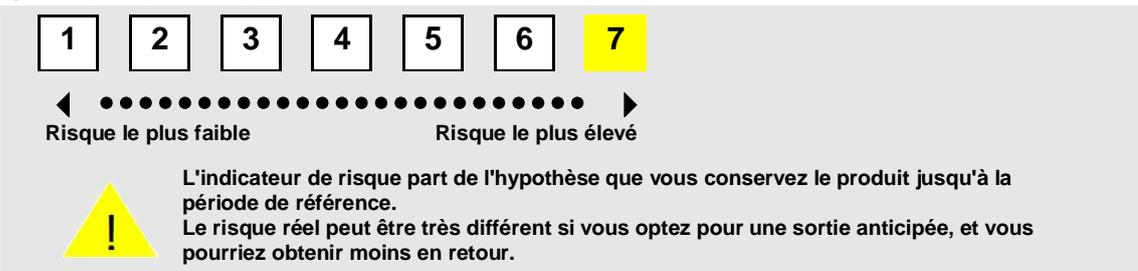 1 2 3 4 5 6 7
Risque le plus faible Risque le plus élevé
L'indicateur de risque part de l'hypothèse que vous conservez le produit jusqu'à la
période de référence.
Le risque réel peut être très différent si vous optez pour une sortie anticipée, et vous
! pourriez obtenir moins en retour.